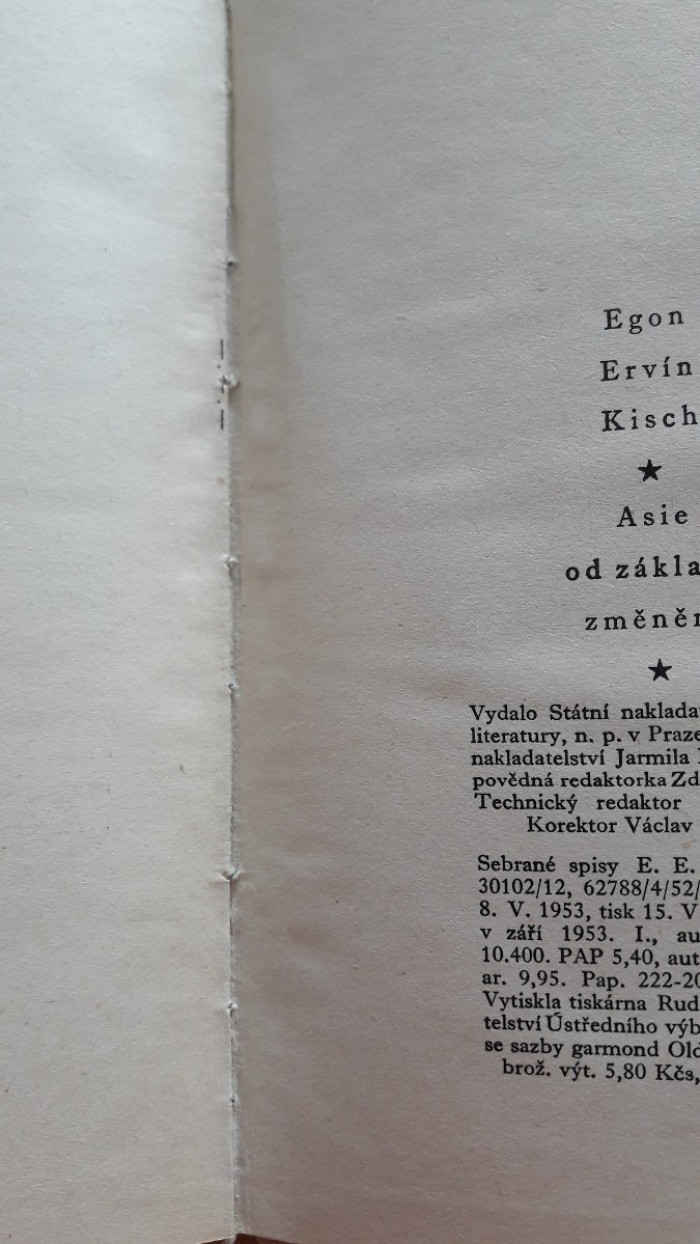 Egon
Ervín
Kisch
★
Asie
od zákla
změněn
★
Vydalo Státní naklada
literatury, n. p. v Praze
nakladatelství Jarmila
povědná redaktorka Zd
Technický redaktor
Korektor Václav
Sebrané spisy E. E.
30102/12, 62788/4/52/
8. V. 1953, tisk 15. V
v září 1953. I., au
10.400. PAP 5,40, aut
ar. 9,95. Pap. 222-20
Vytiskla tiskárna Rud
telství Ústředního výb
se sazby garmond Old
brož. výt. 5,80 Kčs,